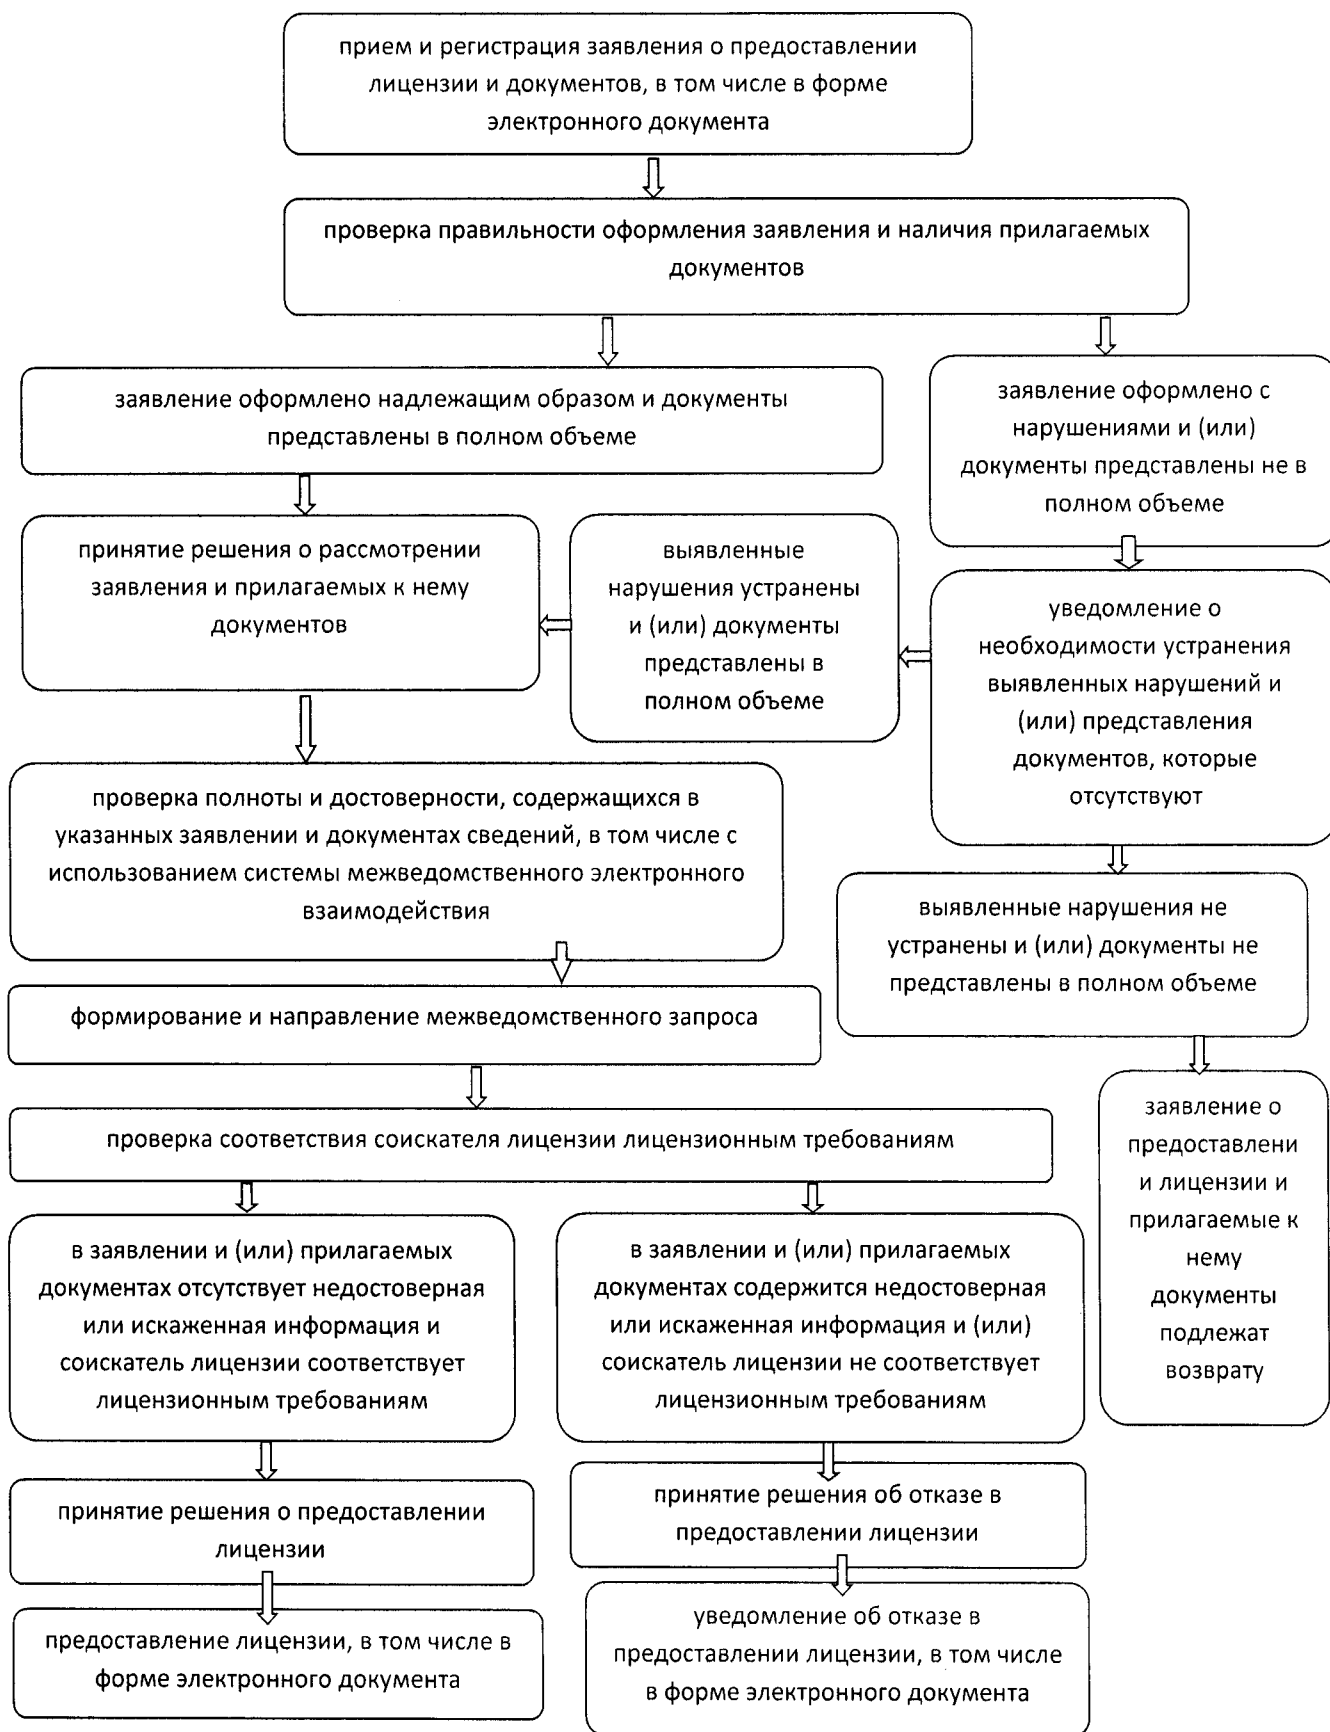 прием и регистрация заявления о предоставлении
лицензии и документов, в том числе в форме
электронного документа
проверка правильности оформления заявления и наличия прилагаемых
документов
заявление оформлено надлежащим образом и документы
представлены в полном объеме
заявление оформлено с
нарушениями и (или)
документы представлены не в
полном объеме
принятие решения о рассмотрении
заявления и прилагаемых к нему
документов
выявленные
нарушения устранены
и (или) документы
представлены в
полном объеме
уведомление о
необходимости устранения
выявленных нарушений и
(или) представления
документов, которые
отсутствуют
проверка полноты и достоверности, содержащихся в
указанных заявлении и документах сведений, в том числе с
использованием системы межведомственного электронного
взаимодействия
выявленные нарушения не
устранены и (или) документы не
представлены в полном объеме
формирование и направление межведомственного запроса
проверка соответствия соискателя лицензии лицензионным требованиям
заявление о
предоставлени
и лицензии и
прилагаемые к
нему
документы
подлежат
возврату
в заявлении и (или) прилагаемых
документах отсутствует недостоверная
или искаженная информация и
соискатель лицензии соответствует
лицензионным требованиям
в заявлении и (или) прилагаемых
документах содержится недостоверная
или искаженная информация и (или)
соискатель лицензии не соответствует
лицензионным требованиям
принятие решения о предоставлении
лицензии
принятие решения об отказе в
предоставлении лицензии
предоставление лицензии, в том числе в
форме электронного документа
уведомление об отказе в
предоставлении лицензии, в том числе
в форме электронного документа